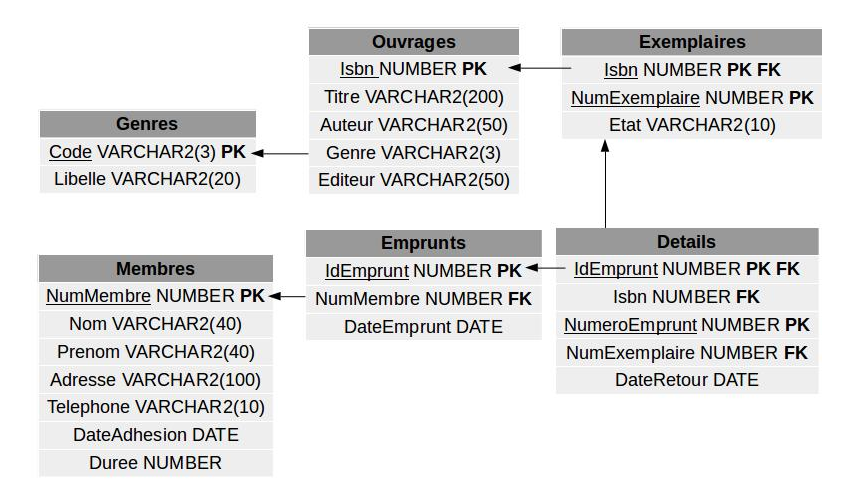 Ouvrages
Isbn NUMBER PK
Titre VARCHAR2(200)
Auteur VARCHAR2(50)
Genre VARCHAR2(3)
Editeur VARCHAR2(50)
Exemplaires
Isbn NUMBER PK FK
NumExemplaire NUMBER PK
Etat VARCHAR2(10)
Genres
Code VARCHAR2(3) PK
Libelle VARCHAR2(20)
Emprunts
IdEmprunt NUMBER PK
NumMembre NUMBER FK
DateEmprunt DATE
Details
IdEmprunt NUMBER PK FK
Isbn NUMBER FK
NumeroEmprunt NUMBER PK
NumExemplaire NUMBER FK
DateRetour DATE
Membres
NumMembre NUMBER PK
Nom VARCHAR2(40)
Prenom VARCHAR2(40)
Adresse VARCHAR2(100)
Telephone VARCHAR2(10)
DateAdhesion DATE
Duree NUMBER